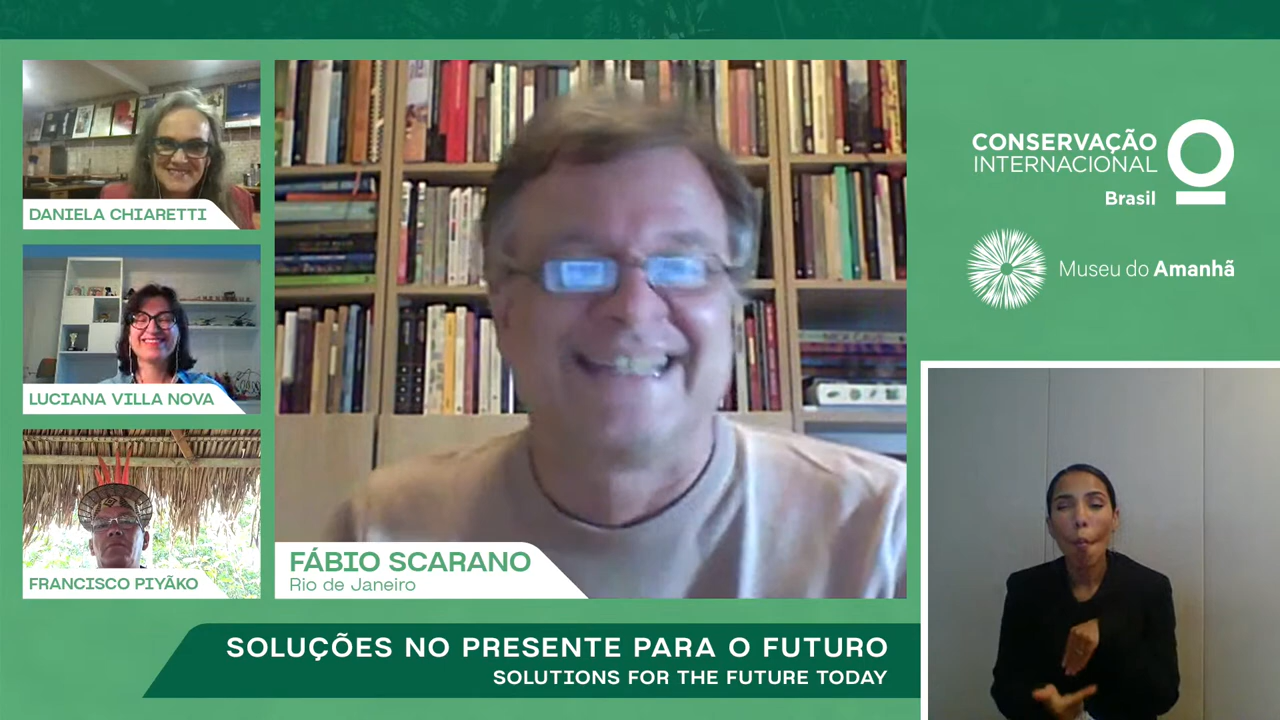 DANIELA CHIARETTI
LUCIANA VILLA NOVA
FRANCISCO PIYÃKO
FÁBIO SCARANO
Rio de Janeiro
SOLUÇÕES NO PRESENTE PARA O FUTURO
SOLUTIONS FOR THE FUTURE TODAY
CONSERVAÇÃO
INTERNACIONAL
Brasil
Museu do Amanhã